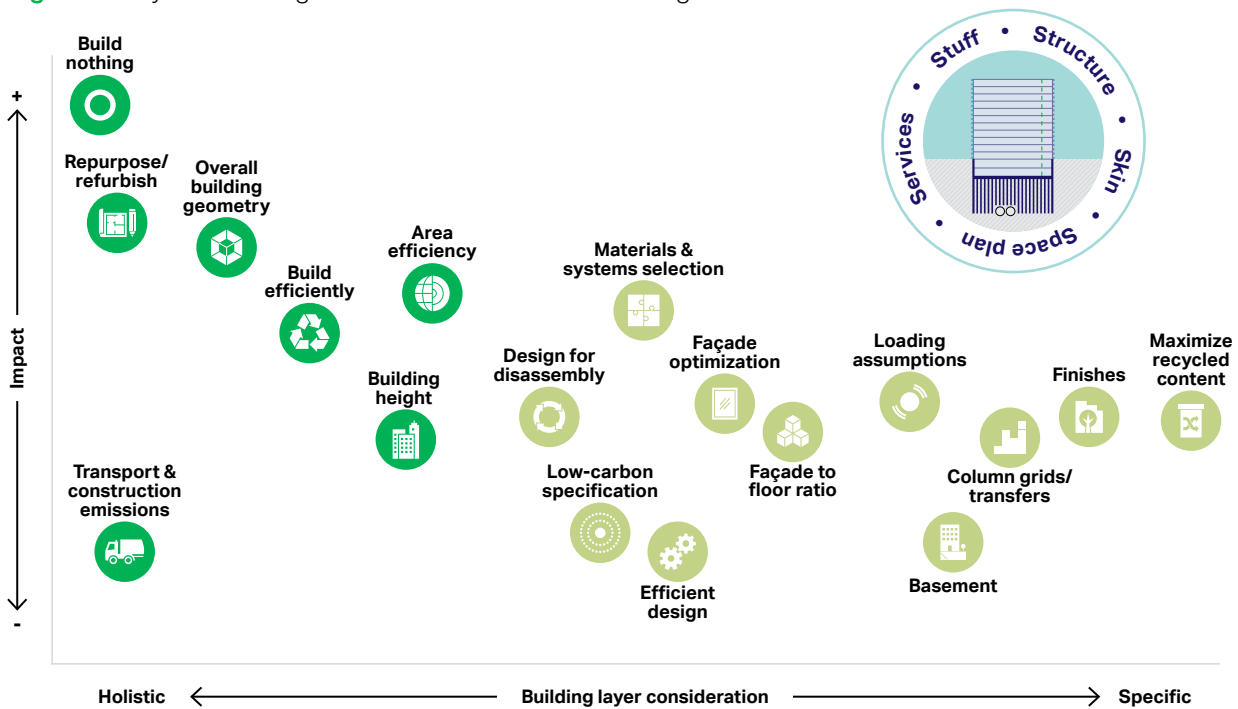 Build
nothing
+
Repurpose/
refurbish
Overall
building
geometry
Area
efficiency
Build
efficiently
Materials &
systems selection
Stuff • Structure • Skin • Space plan • Services •
Impact
Design for
disassembly
Façade
optimization
Loading
assumptions
Finishes
Maximize
recycled
content
Building
height
Transport &
construction
emissions
Low-carbon
specification
Façade to
floor ratio
Column grids/
transfers
Efficient
design
Basement
-
Holistic
Building layer consideration
Specific